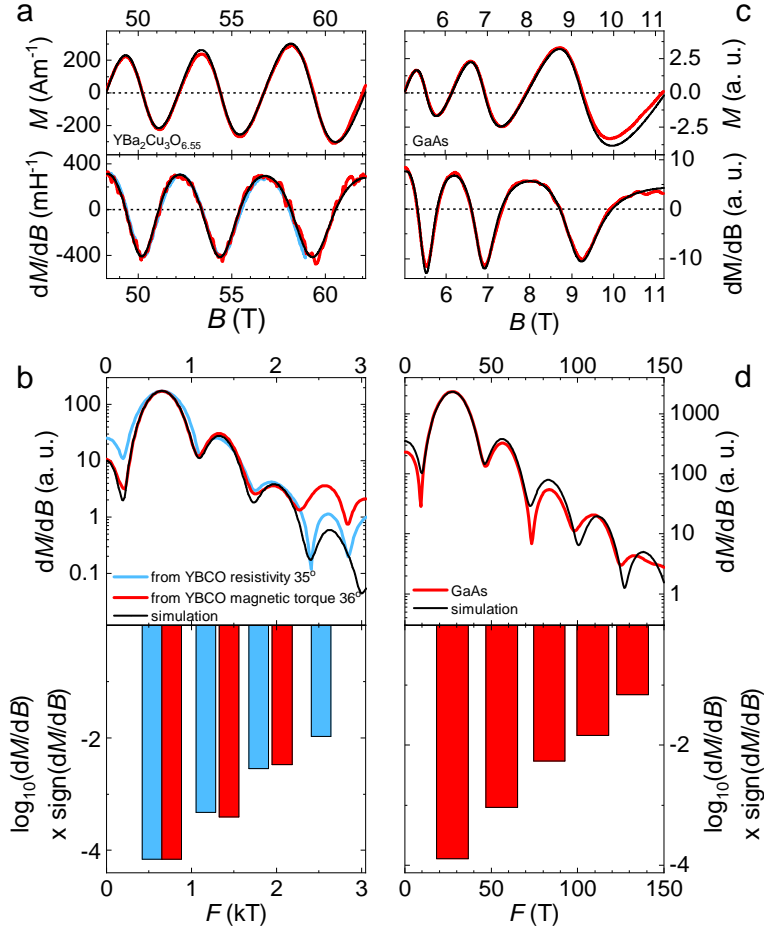 a
c
50 55 60
6 7 8 9 10 11
200
0
-200
M (Am⁻¹)
YBa₂Cu₃O₆.₅₅
GaAs
2.5
0.0
-2.5
M (a. u.)
400
0
-400
dM/dB (mH⁻¹)
10
0
-10
dM/dB (a. u.)
50 55 60
6 7 8 9 10 11
B (T)
B (T)
b
d
0 1 2 3
0 50 100 150
100
10
1
0.1
dM/dB (a. u.)
from YBCO resistivity 35°
from YBCO magnetic torque 36°
simulation
GaAs
simulation
1000
100
10
1
dM/dB (a. u.)
-2
-4
log₁₀(dM/dB)
x sign(dM/dB)
-2
-4
log₁₀(dM/dB)
x sign(dM/dB)
0 1 2 3
0 50 100 150
F (kT)
F (T)